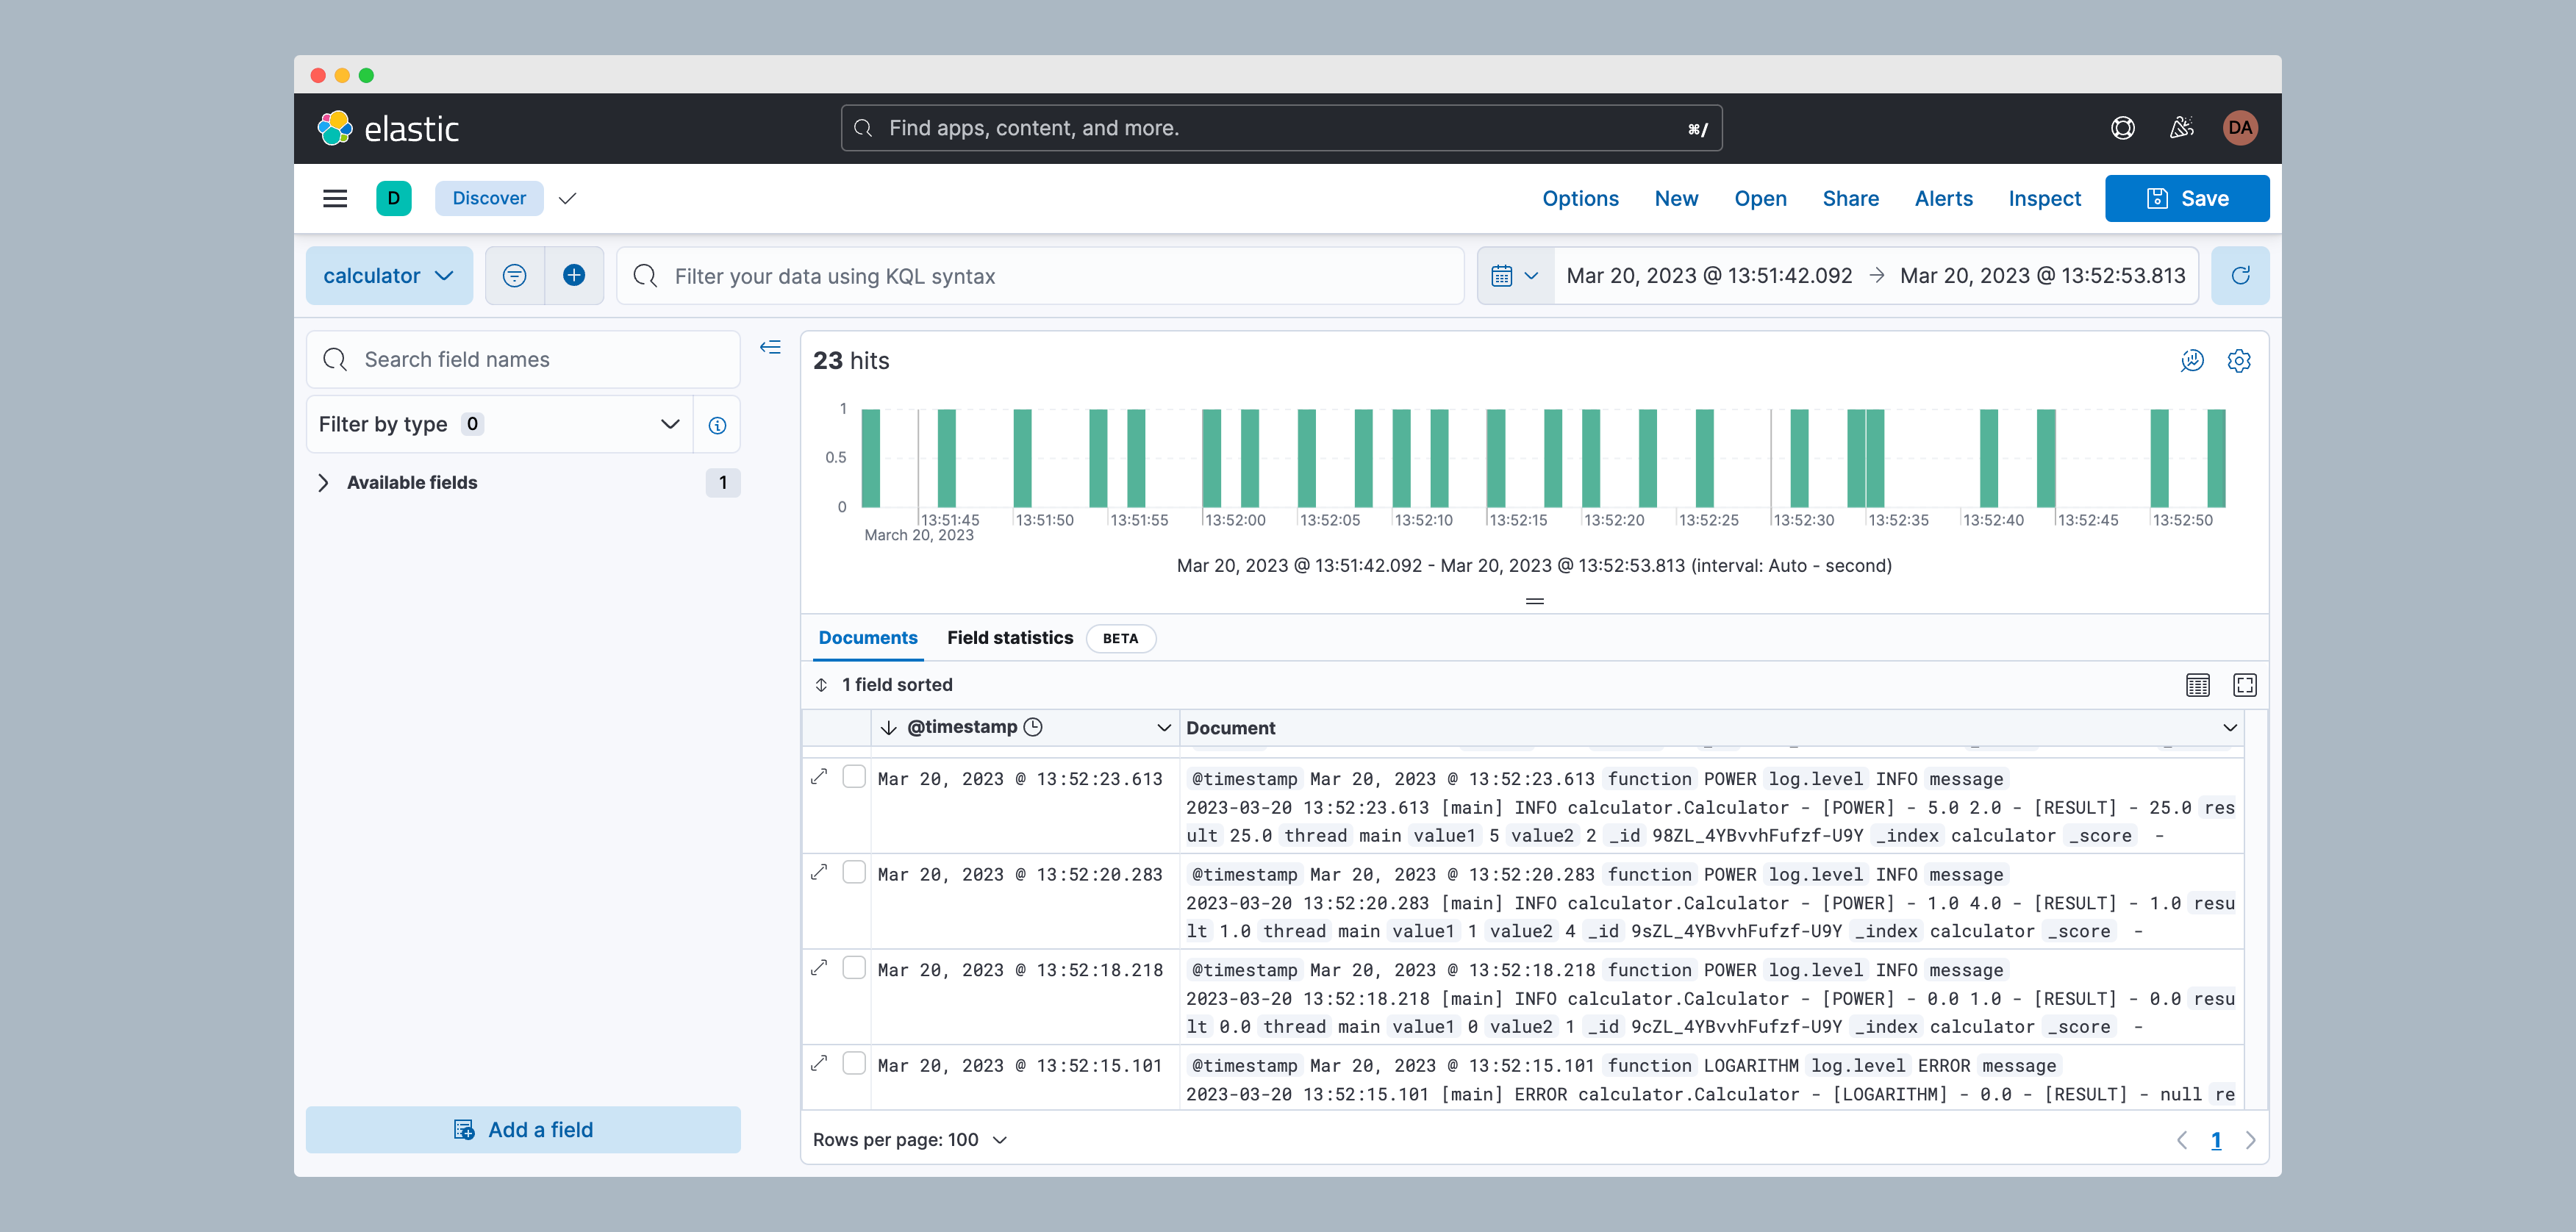 elastic
Find apps, content, and more.
⌘/
DA
D
Discover
Options New Open Share Alerts Inspect Save
calculator
Filter your data using KQL syntax
Mar 20, 2023 @ 13:51:42.092 → Mar 20, 2023 @ 13:52:53.813
Search field names
Filter by type 0
Available fields 1
Add a field
23 hits
1
0.5
0
13:51:45 13:51:50 13:51:55 13:52:00 13:52:05 13:52:10 13:52:15 13:52:20 13:52:25 13:52:30 13:52:35 13:52:40 13:52:45 13:52:50
March 20, 2023
Mar 20, 2023 @ 13:51:42.092 - Mar 20, 2023 @ 13:52:53.813 (interval: Auto - second)
Documents Field statistics BETA
1 field sorted
@timestamp Document
Mar 20, 2023 @ 13:52:23.613 @timestamp Mar 20, 2023 @ 13:52:23.613 function POWER log.level INFO message
2023-03-20 13:52:23.613 [main] INFO calculator.Calculator - [POWER] - 5.0 2.0 - [RESULT] - 25.0 res
ult 25.0 thread main value1 5 value2 2 _id 98ZL_4YBvvhFufzf-U9Y _index calculator _score -
Mar 20, 2023 @ 13:52:20.283 @timestamp Mar 20, 2023 @ 13:52:20.283 function POWER log.level INFO message
2023-03-20 13:52:20.283 [main] INFO calculator.Calculator - [POWER] - 1.0 4.0 - [RESULT] - 1.0 resu
lt 1.0 thread main value1 1 value2 4 _id 9sZL_4YBvvhFufzf-U9Y _index calculator _score -
Mar 20, 2023 @ 13:52:18.218 @timestamp Mar 20, 2023 @ 13:52:18.218 function POWER log.level INFO message
2023-03-20 13:52:18.218 [main] INFO calculator.Calculator - [POWER] - 0.0 1.0 - [RESULT] - 0.0 resu
lt 0.0 thread main value1 0 value2 1 _id 9cZL_4YBvvhFufzf-U9Y _index calculator _score -
Mar 20, 2023 @ 13:52:15.101 @timestamp Mar 20, 2023 @ 13:52:15.101 function LOGARITHM log.level ERROR message
2023-03-20 13:52:15.101 [main] ERROR calculator.Calculator - [LOGARITHM] - 0.0 - [RESULT] - null re
Rows per page: 100
1